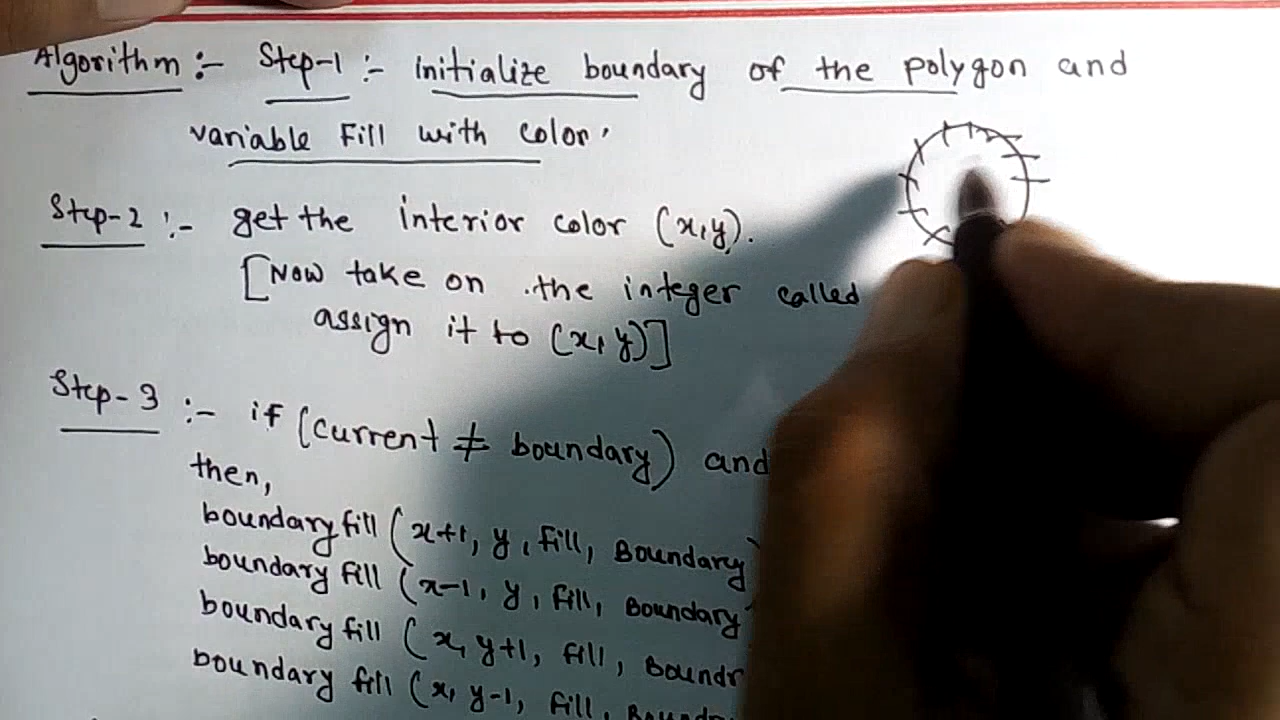 Algorithm :- Step-1 :- initialize boundary of the polygon and
variable Fill with color.
Step-2 :- get the interior color (x,y).
[Now take on the integer called
assign it to (x, y)]
Step-3 :- if (current ≠ boundary) and
then,
boundary fill (x+1, y, fill, Boundary)
boundary fill (x-1, y, fill, Boundary
boundary fill (x, y+1, fill, Boundr
boundary fill (x, y-1, fill,